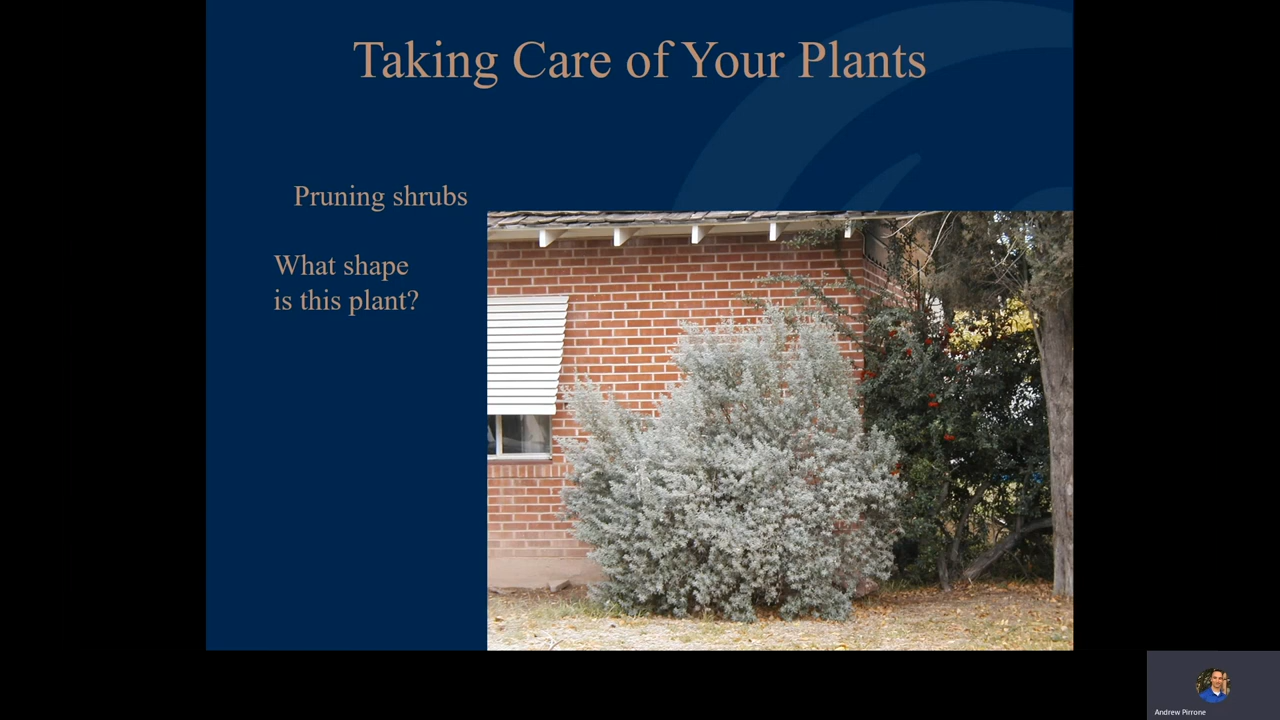 Taking Care of Your Plants
Pruning shrubs
What shape
is this plant?
Andrew Pirrone